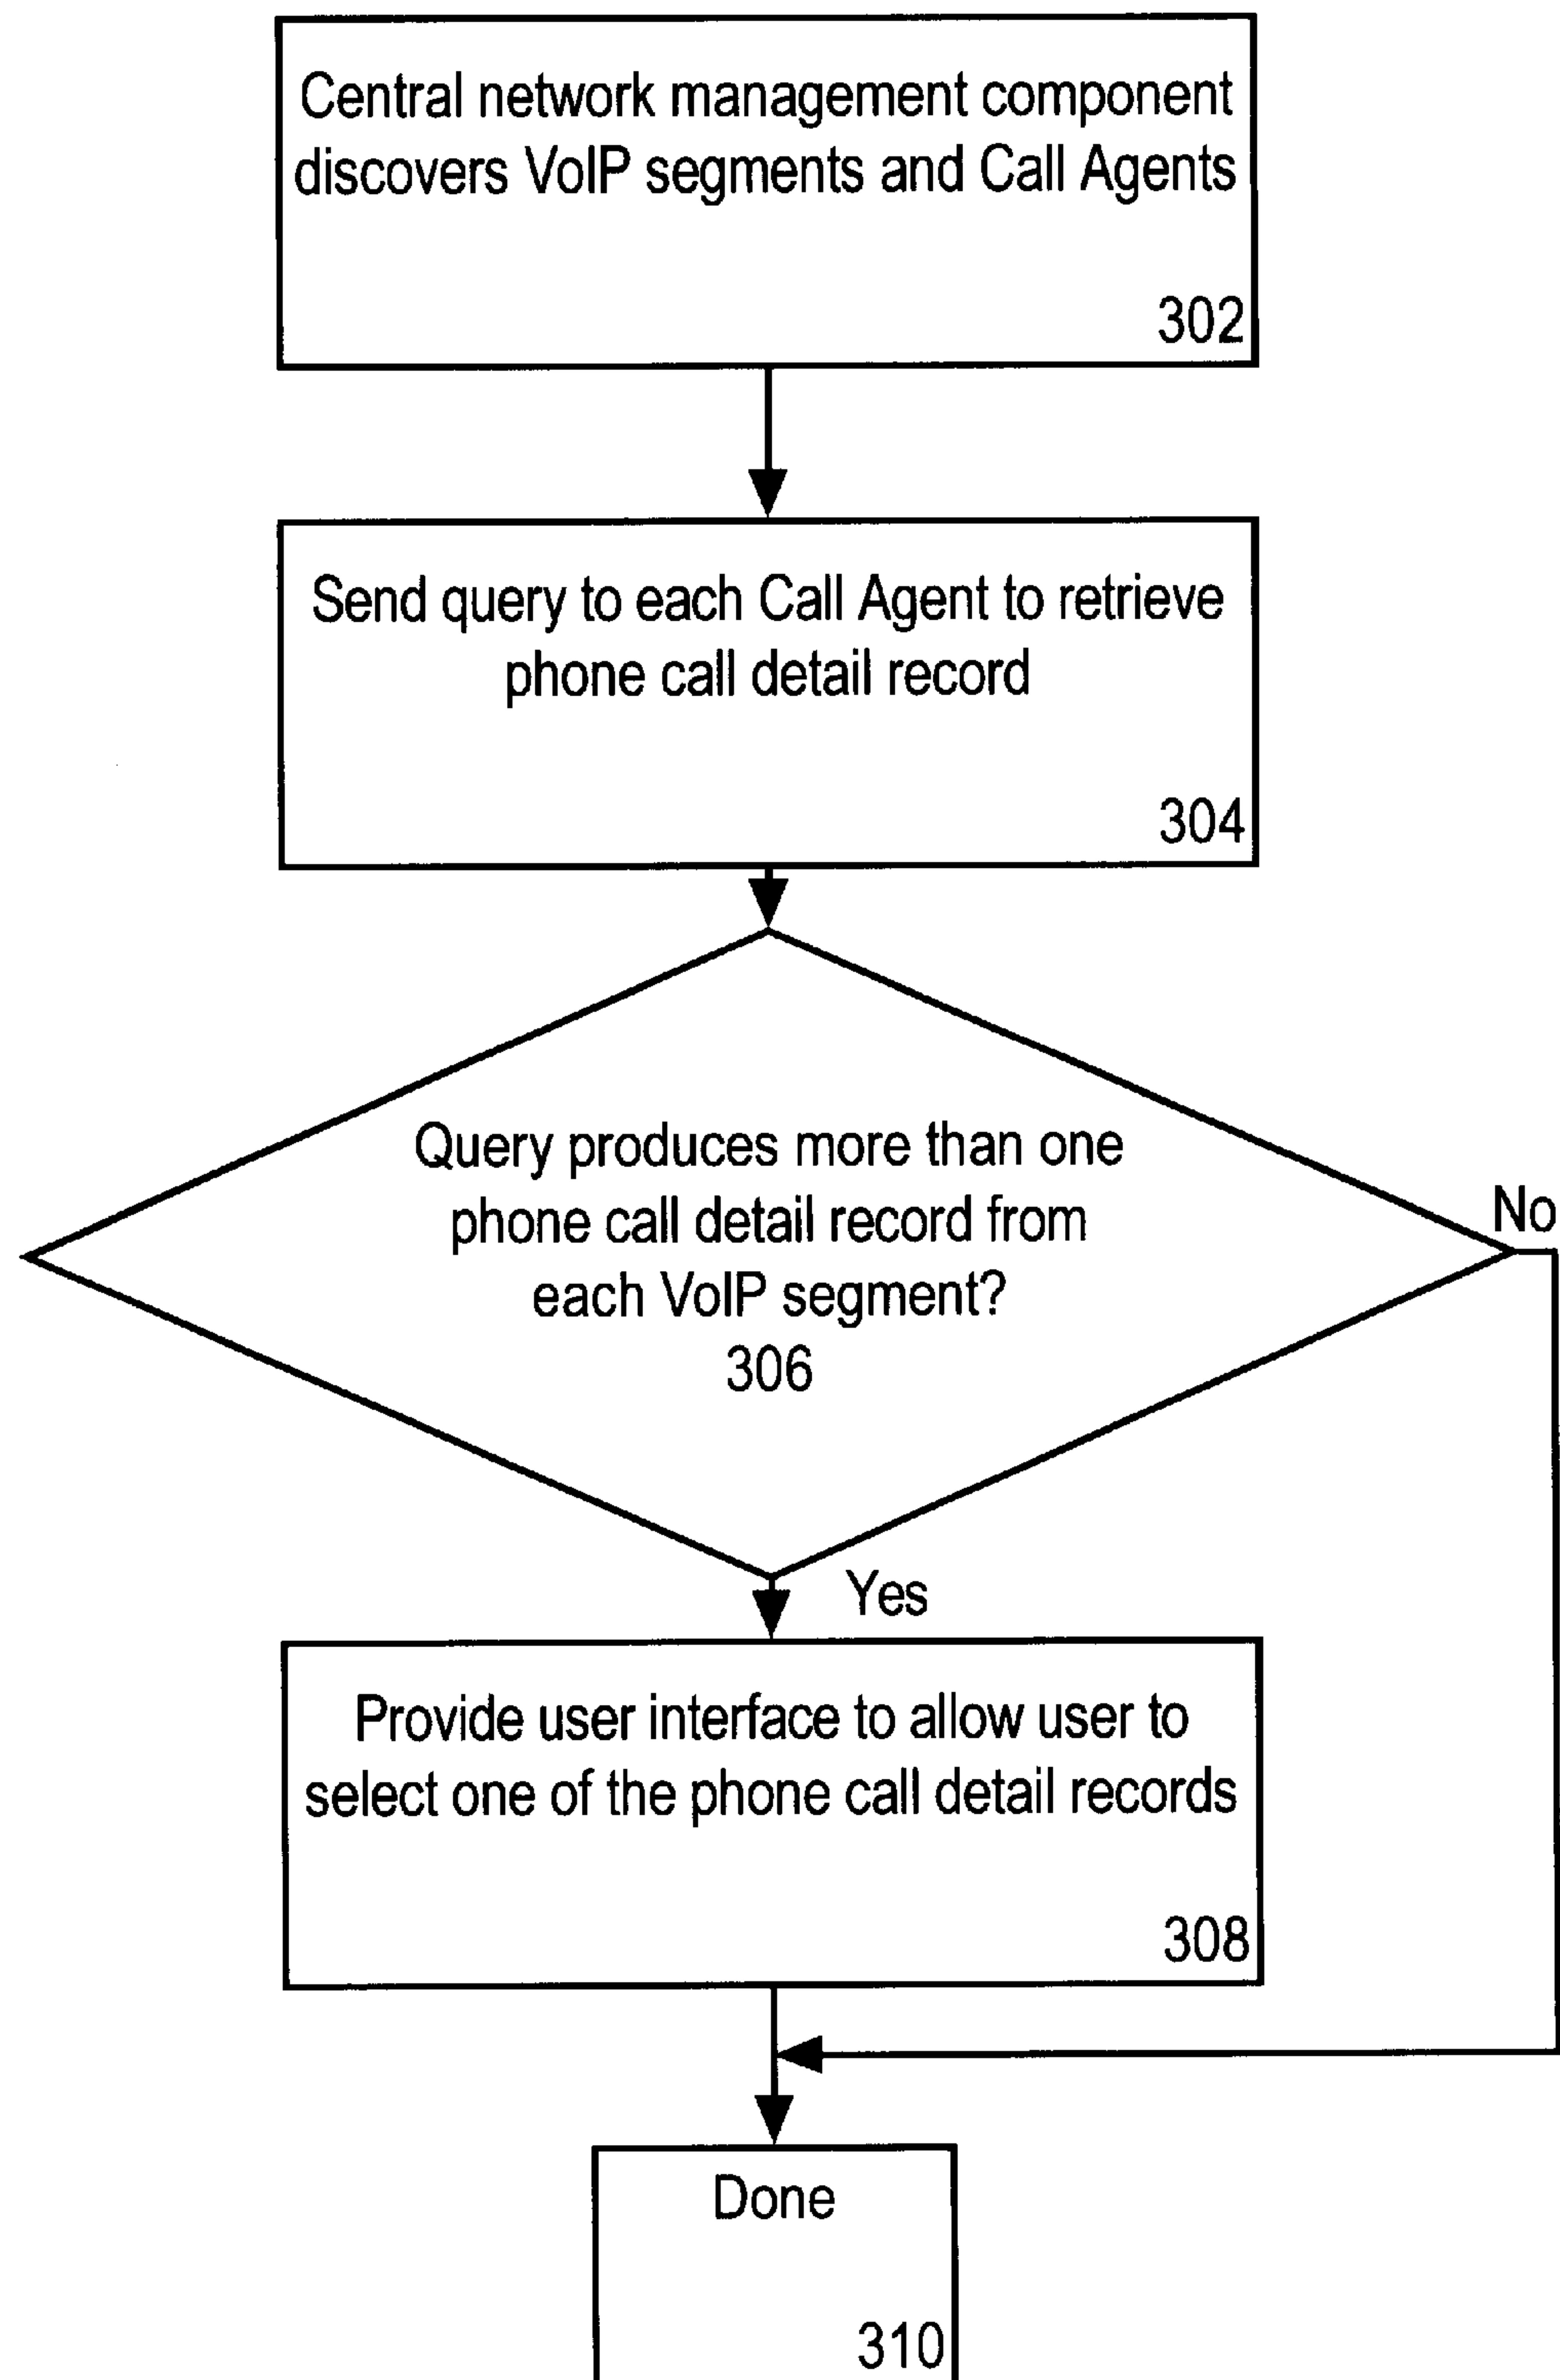 Central network management component
discovers VoIP segments and Call Agents
302
Send query to each Call Agent to retrieve
phone call detail record
304
Query produces more than one
phone call detail record from
each VoIP segment?
306
No
Yes
Provide user interface to allow user to
select one of the phone call detail records
308
Done
310